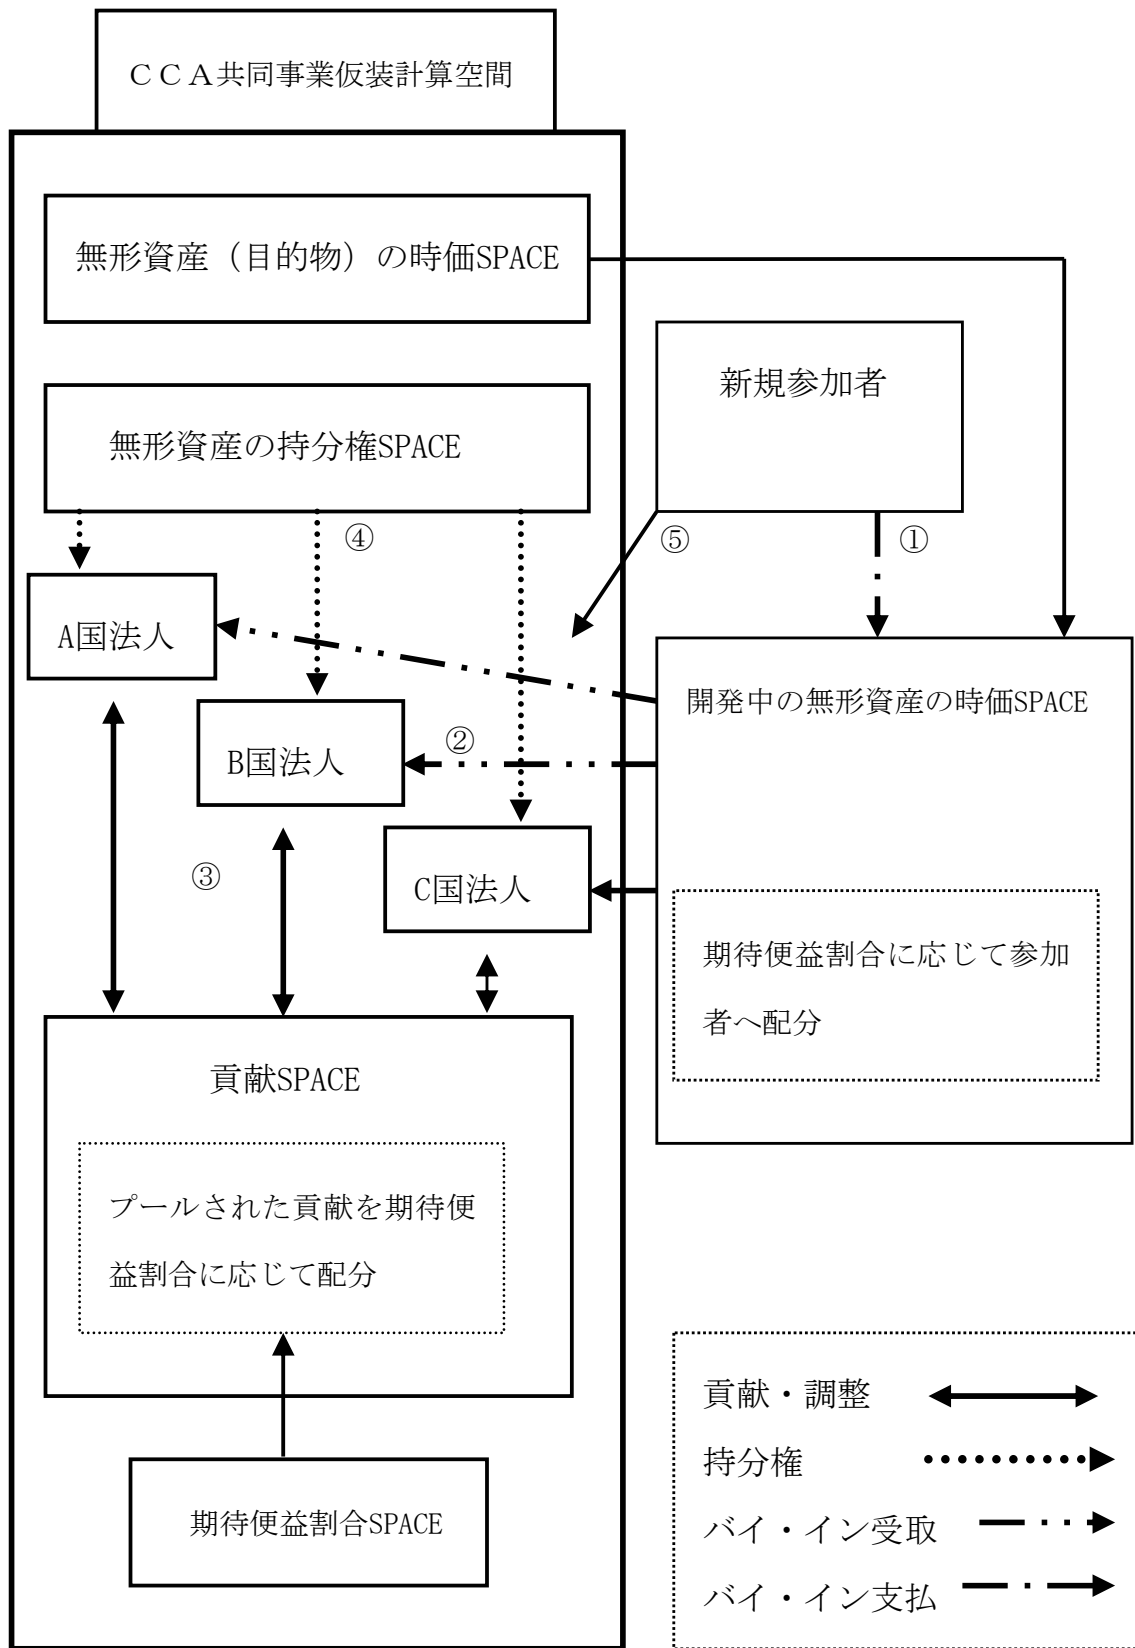 ＣＣＡ共同事業仮装計算空間
無形資産（目的物）の時価SPACE
新規参加者
無形資産の持分権SPACE
④
⑤
①
A国法人
開発中の無形資産の時価SPACE
②
B国法人
③
C国法人
期待便益割合に応じて参加
者へ配分
貢献SPACE
プールされた貢献を期待便
益割合に応じて配分
期待便益割合SPACE
貢献・調整
持分権
バイ・イン受取
バイ・イン支払